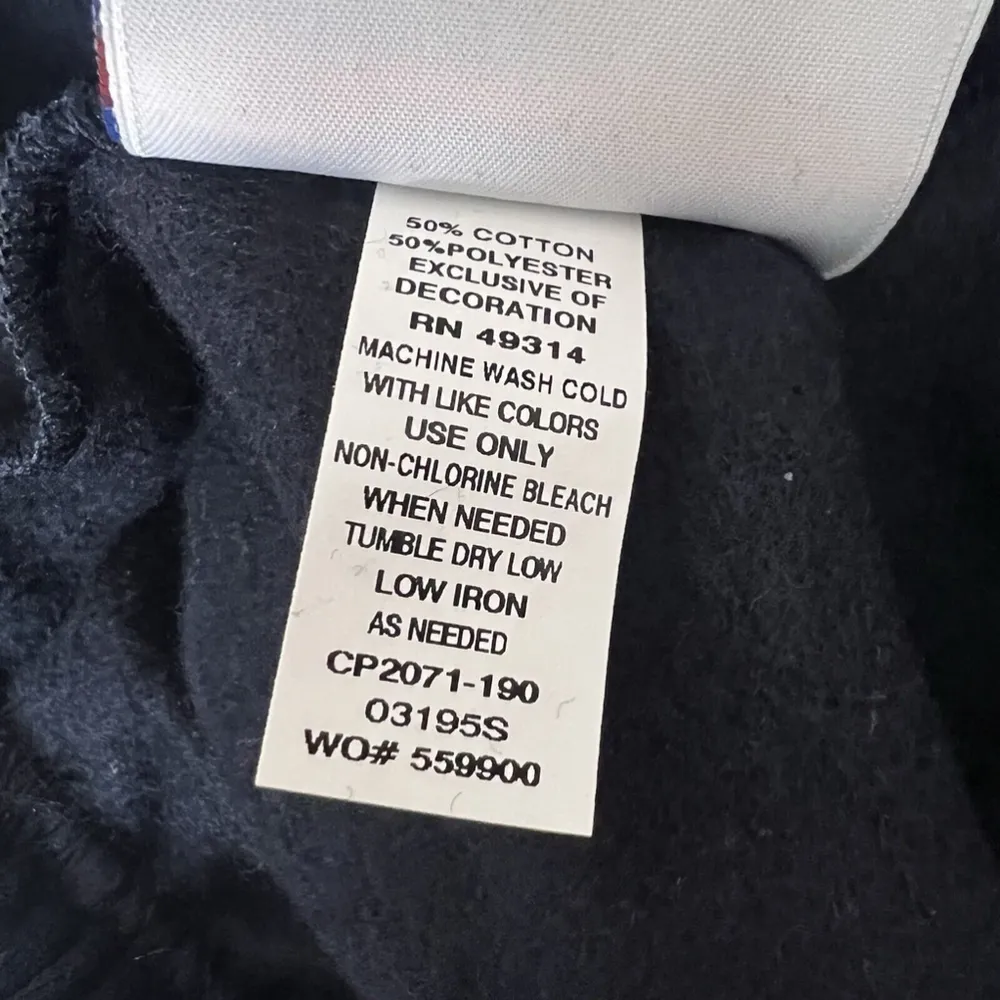 50% COTTON
50%POLYESTER
EXCLUSIVE OF
DECORATION
RN 49314
MACHINE WASH COLD
WITH LIKE COLORS
USE ONLY
NON-CHLORINE BLEACH
WHEN NEEDED
TUMBLE DRY LOW
LOW IRON
AS NEEDED
CP2071-190
03195S
WO# 559900